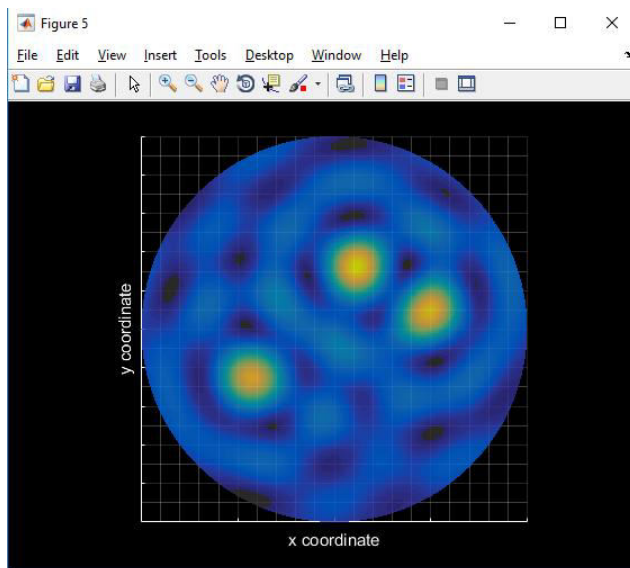 Figure 5
File Edit View Insert Tools Desktop Window Help
y coordinate
x coordinate